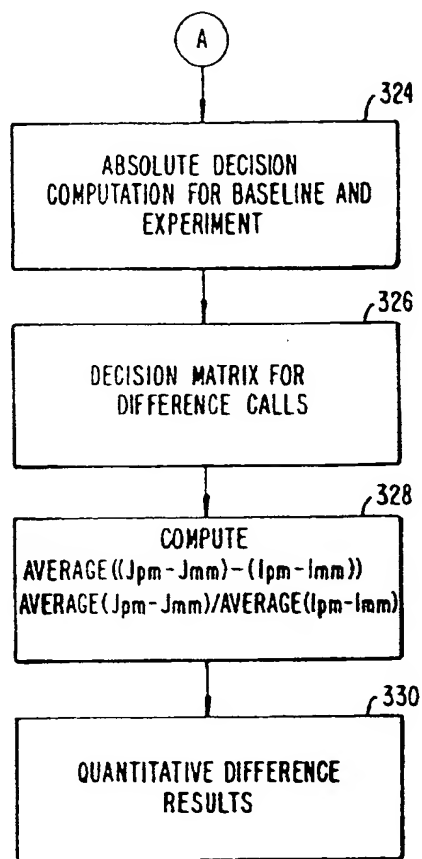 A
324
ABSOLUTE DECISION
COMPUTATION FOR BASELINE AND
EXPERIMENT
326
DECISION MATRIX FOR
DIFFERENCE CALLS
328
COMPUTE
AVERAGE((Jpm-Jmm)-(Ipm-Imm))
AVERAGE(Jpm-Jmm)/AVERAGE(Ipm-Imm)
330
QUANTITATIVE DIFFERENCE
RESULTS